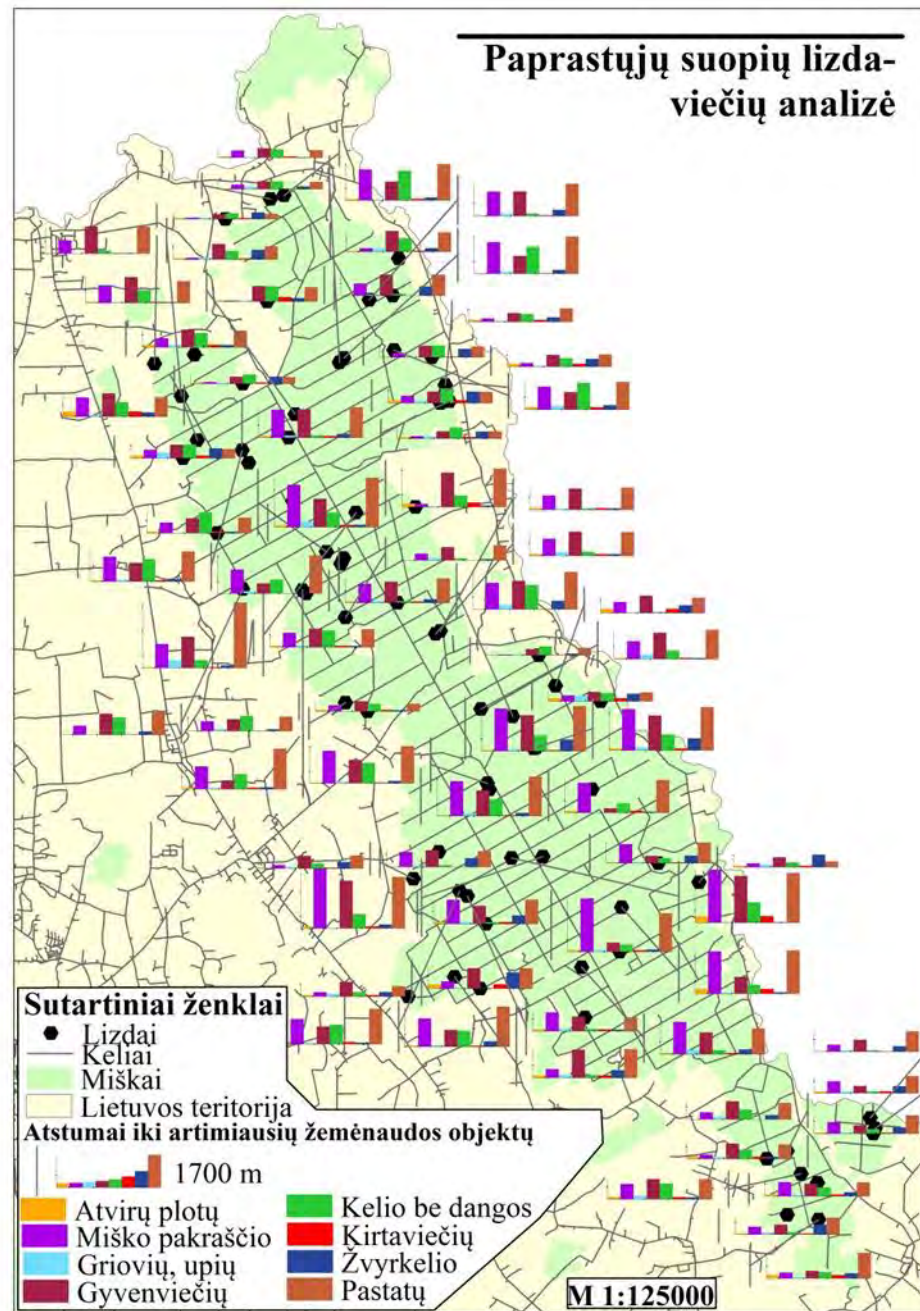 Paprastųjų suopių lizda-
viečių analizė
Sutartiniai ženklai
Lizdai
Keliai
Miškai
Lietuvos teritorija
Atstumai iki artimiausių žemėnaudos objektų
1700 m
Atvirų plotų
Miško pakraščio
Griovių, upių
Gyvenviečių
Kelio be dangos
Kirtaviečių
Žvyrkelio
Pastatų
M 1:125000